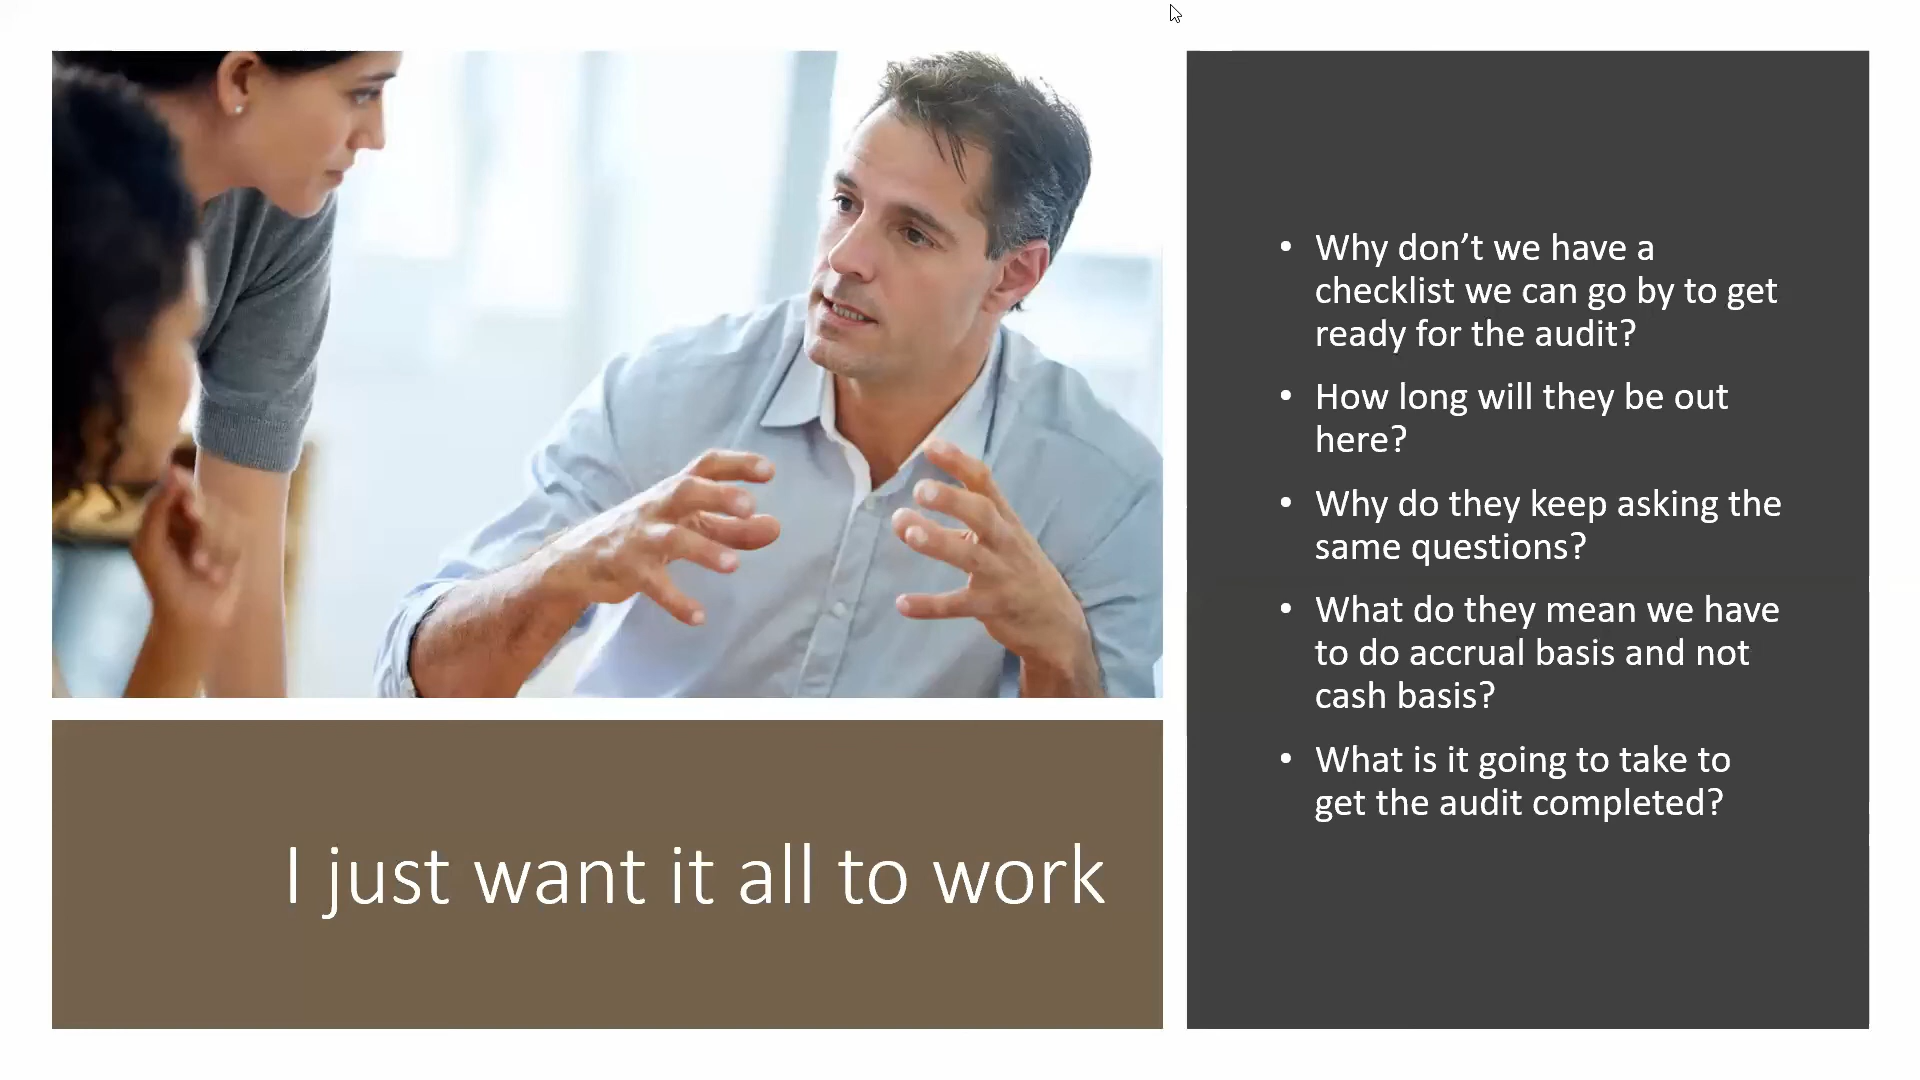 I just want it all to work
• Why don’t we have a
checklist we can go by to get
ready for the audit?
• How long will they be out
here?
• Why do they keep asking the
same questions?
• What do they mean we have
to do accrual basis and not
cash basis?
• What is it going to take to
get the audit completed?